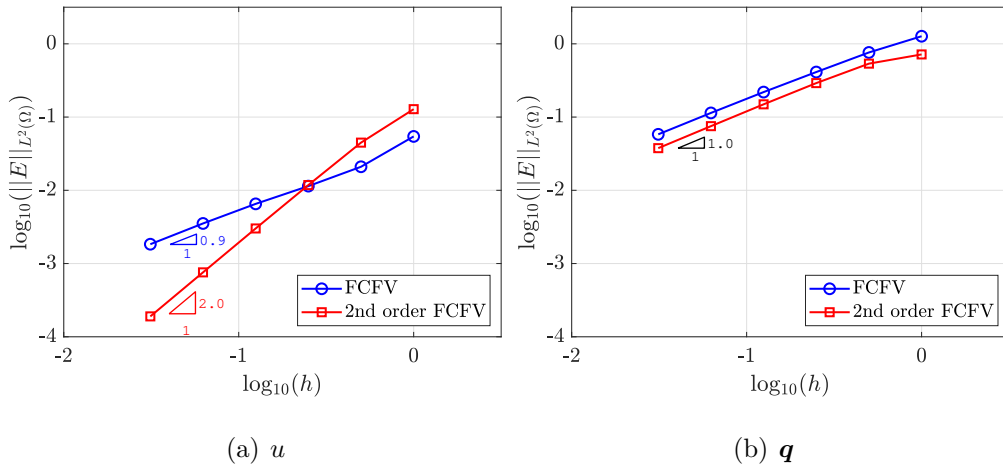 0
-1
-2
-3
-4
-2
-1
0
log10(h)
log10(||E||L2(Ω))
0.9
1
2.0
1
FCFV
2nd order FCFV
(a) u
0
-1
-2
-3
-4
-2
-1
0
log10(h)
log10(||E||L2(Ω))
1.0
1
FCFV
2nd order FCFV
(b) q